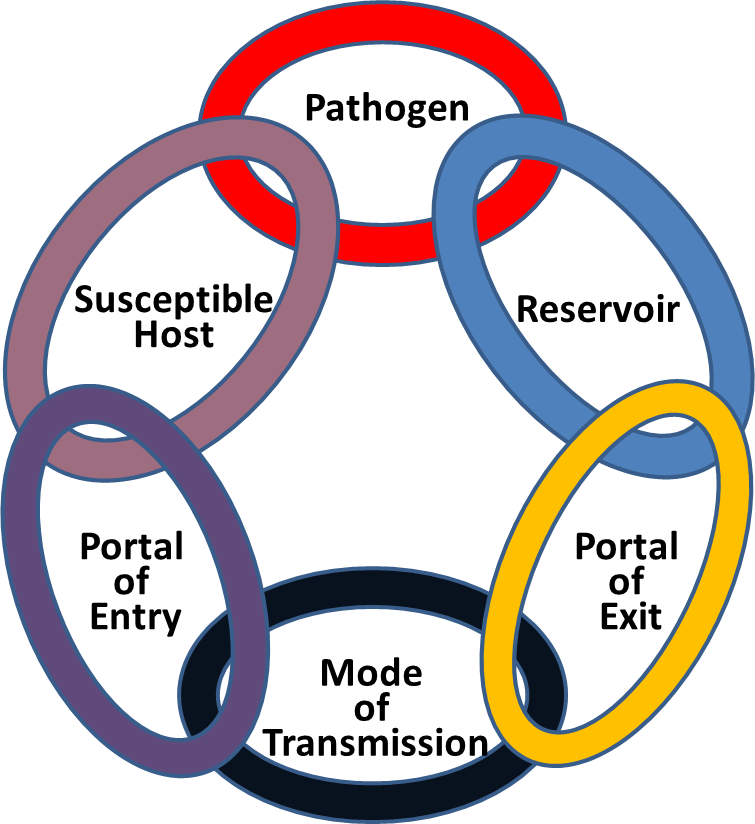 Pathogen
Susceptible
Host
Reservoir
Portal
of
Entry
Portal
of
Exit
Mode
of
Transmission